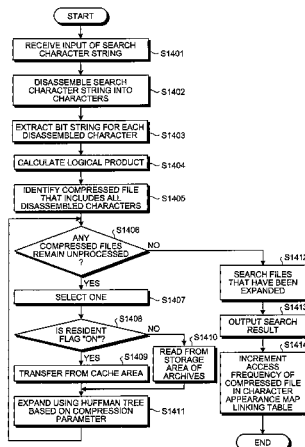 START
RECEIVE INPUT OF SEARCH
CHARACTER STRING
S1401
DISASSEMBLE SEARCH
CHARACTER STRING INTO
CHARACTERS
S1402
EXTRACT BIT STRING FOR EACH
DISASSEMBLED CHARACTER
S1403
CALCULATE LOGICAL PRODUCT
S1404
IDENTIFY COMPRESSED FILE
THAT INCLUDES ALL
DISASSEMBLED CHARACTERS
S1405
S1406
ANY
COMPRESSED FILES
REMAIN UNPROCESSED
?
NO
YES
SELECT ONE
S1407
S1408
IS RESIDENT
FLAG "ON"?
NO
YES
S1409
TRANSFER FROM CACHE AREA
S1410
READ FROM
STORAGE
AREA OF
ARCHIVES
EXPAND USING HUFFMAN TREE
BASED ON COMPRESSION
PARAMETER
S1411
S1412
SEARCH FILES
THAT HAVE BEEN
EXPANDED
S1413
OUTPUT SEARCH
RESULT
S1414
INCREMENT
ACCESS
FREQUENCY OF
COMPRESSED FILE
IN CHARACTER
APPEARANCE MAP
LINKING TABLE
END